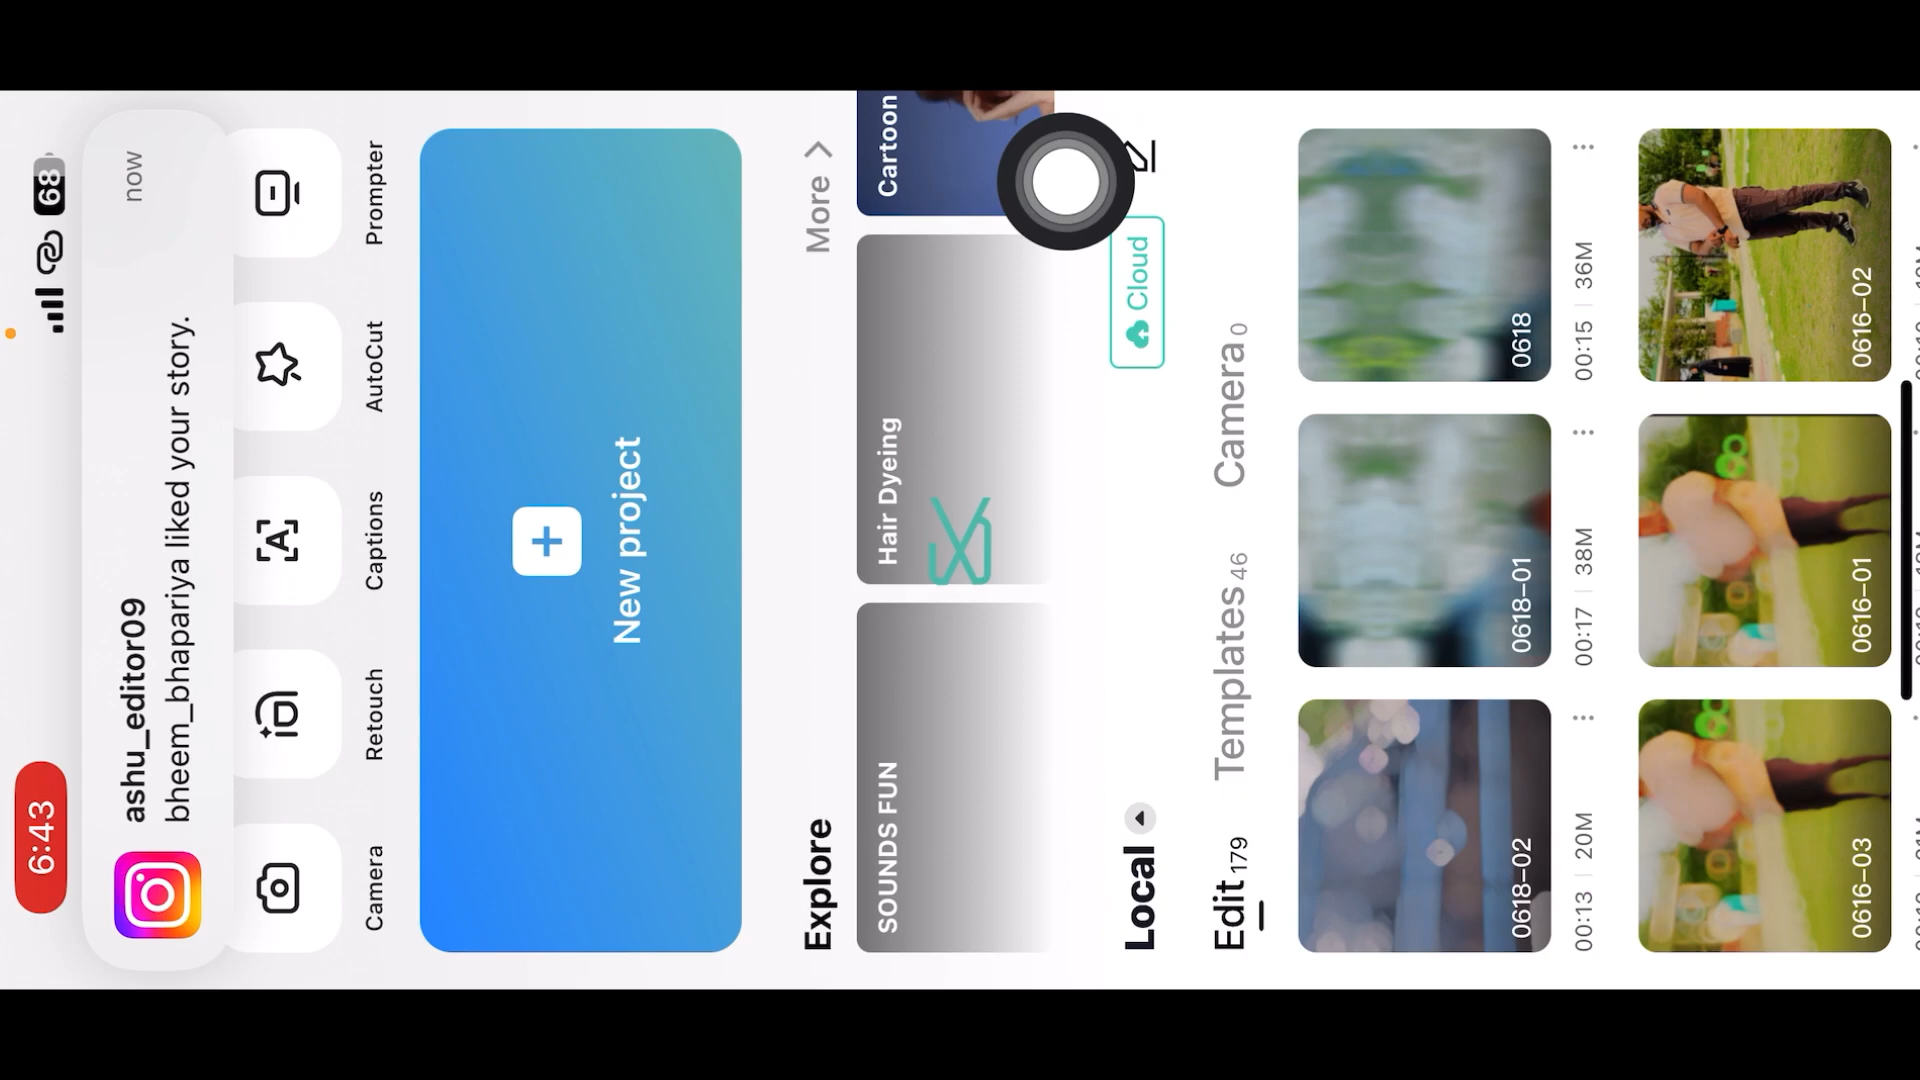 6:43
68
ashu_editor09
now
bheem_bhapariya liked your story.
Camera
Retouch
Captions
AutoCut
Prompter
New project
Explore
More
SOUNDS FUN
Hair Dyeing
Cartoon
Local
Cloud
Edit 179
Templates 46
Camera 0
0618-02
0618-01
0618
00:13 | 20M
00:17 | 38M
00:15 | 36M
0616-03
0616-01
0616-02